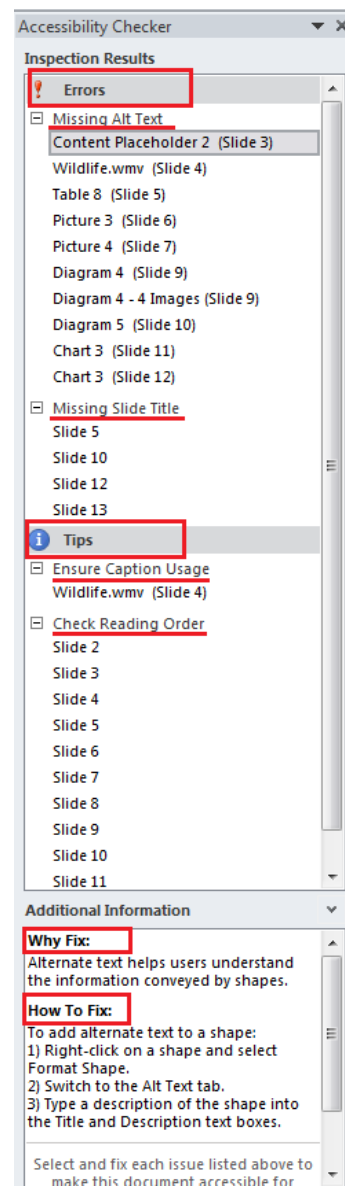 Accessibility Checker
Inspection Results
Errors
Missing Alt Text
Content Placeholder 2 (Slide 3)
Wildlife.wmv (Slide 4)
Table 8 (Slide 5)
Picture 3 (Slide 6)
Picture 4 (Slide 7)
Diagram 4 (Slide 9)
Diagram 4 - 4 Images (Slide 9)
Diagram 5 (Slide 10)
Chart 3 (Slide 11)
Chart 3 (Slide 12)
Missing Slide Title
Slide 5
Slide 10
Slide 12
Slide 13
Tips
Ensure Caption Usage
Wildlife.wmv (Slide 4)
Check Reading Order
Slide 2
Slide 3
Slide 4
Slide 5
Slide 6
Slide 7
Slide 8
Slide 9
Slide 10
Slide 11
Additional Information
Why Fix:
Alternate text helps users understand
the information conveyed by shapes.
How To Fix:
To add alternate text to a shape:
1) Right-click on a shape and select
Format Shape.
2) Switch to the Alt Text tab.
3) Type a description of the shape into
the Title and Description text boxes.
Select and fix each issue listed above to
make this document accessible for